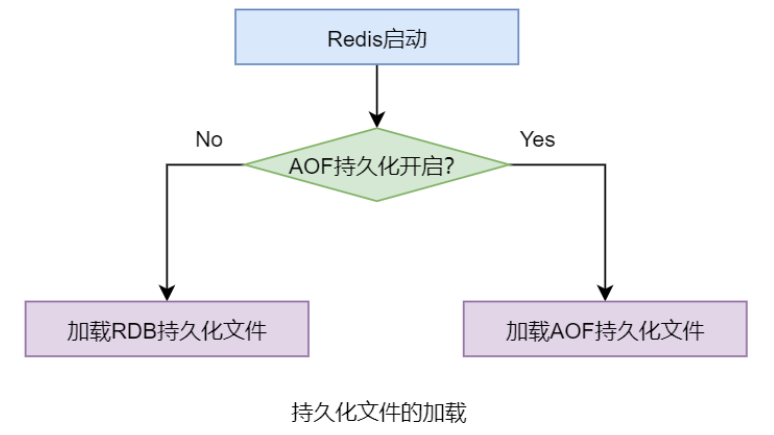 Redis启动
No
Yes
AOF持久化开启?
加载RDB持久化文件
加载AOF持久化文件
持久化文件的加载